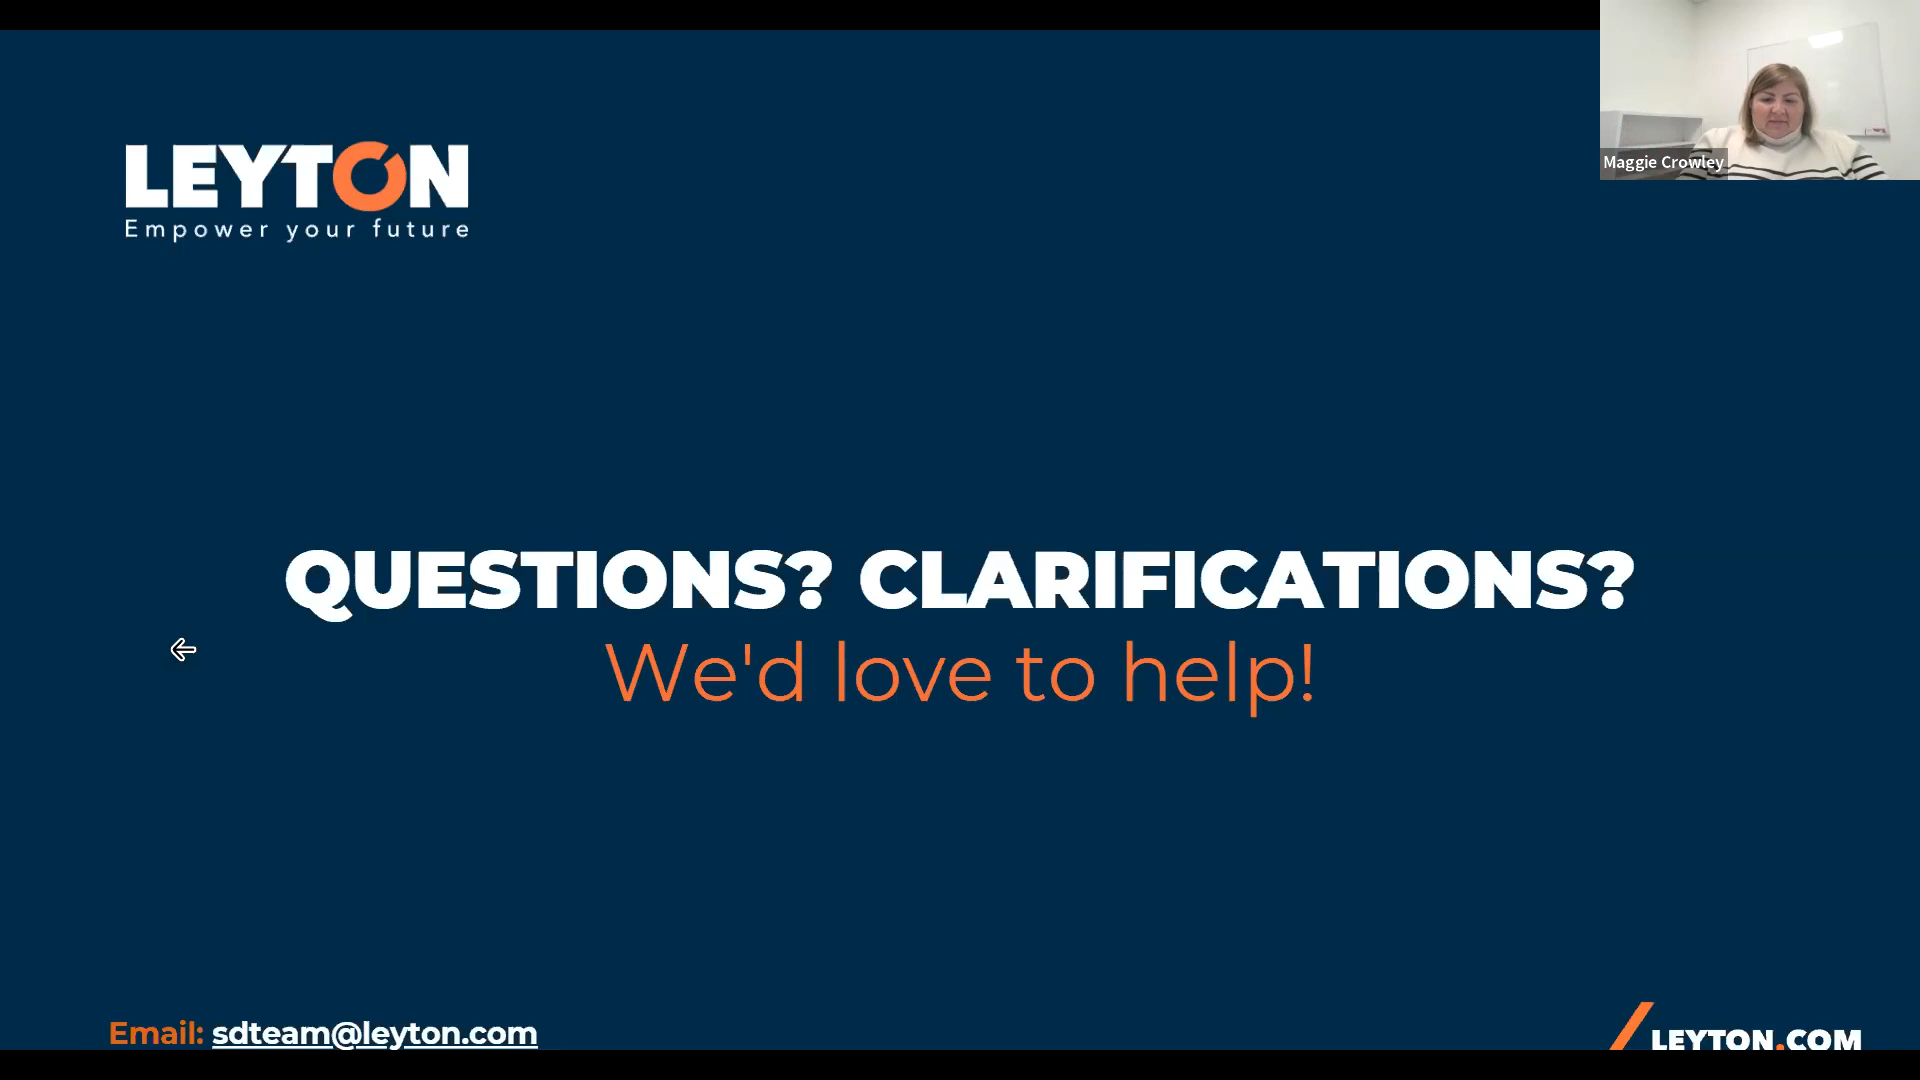 LEYTON
Empower your future
Maggie Crowley
QUESTIONS? CLARIFICATIONS?
We'd love to help!
Email: sdteam@leyton.com
LEYTON.COM